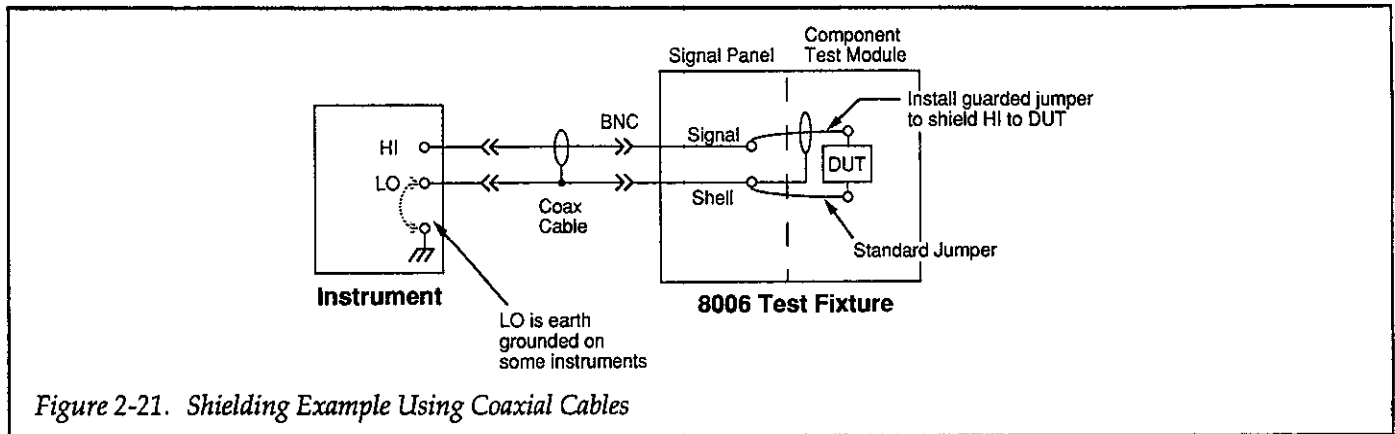 Component
Test Module
Signal Panel
Install guarded jumper
to shield HI to DUT
BNC
Signal
HI
DUT
LO
Shell
Coax
Cable
Standard Jumper
Instrument
8006 Test Fixture
LO is earth
grounded on
some instruments
Figure 2-21. Shielding Example Using Coaxial Cables